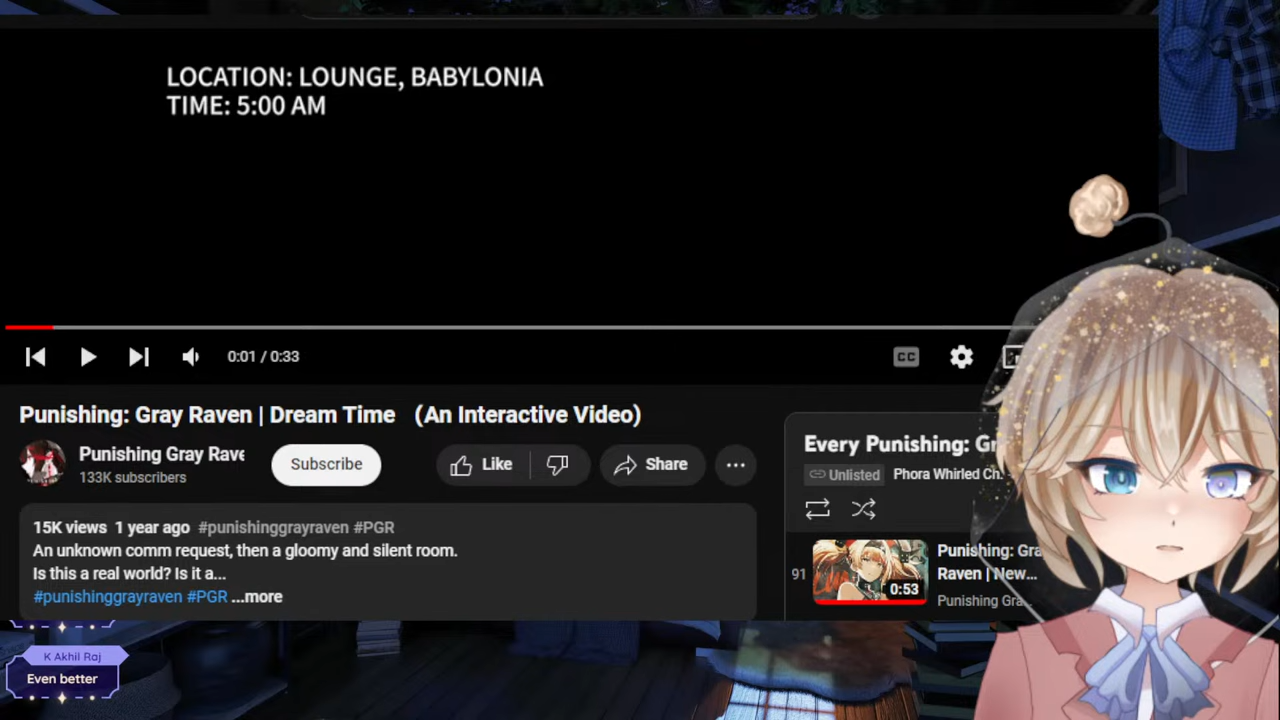 LOCATION: LOUNGE, BABYLONIA
TIME: 5:00 AM
0:01 / 0:33
CC
Punishing: Gray Raven | Dream Time (An Interactive Video)
Punishing Gray Rave
133K subscribers
Subscribe
Like
Share
15K views 1 year ago #punishinggrayraven #PGR
An unknown comm request, then a gloomy and silent room.
Is this a real world? Is it a...
#punishinggrayraven #PGR ...more
Every Punishing: Gr
Unlisted Phora Whirled Ch.
91
0:53
Punishing: Gra
Raven | New...
Punishing Gra
K Akhil Raj
Even better